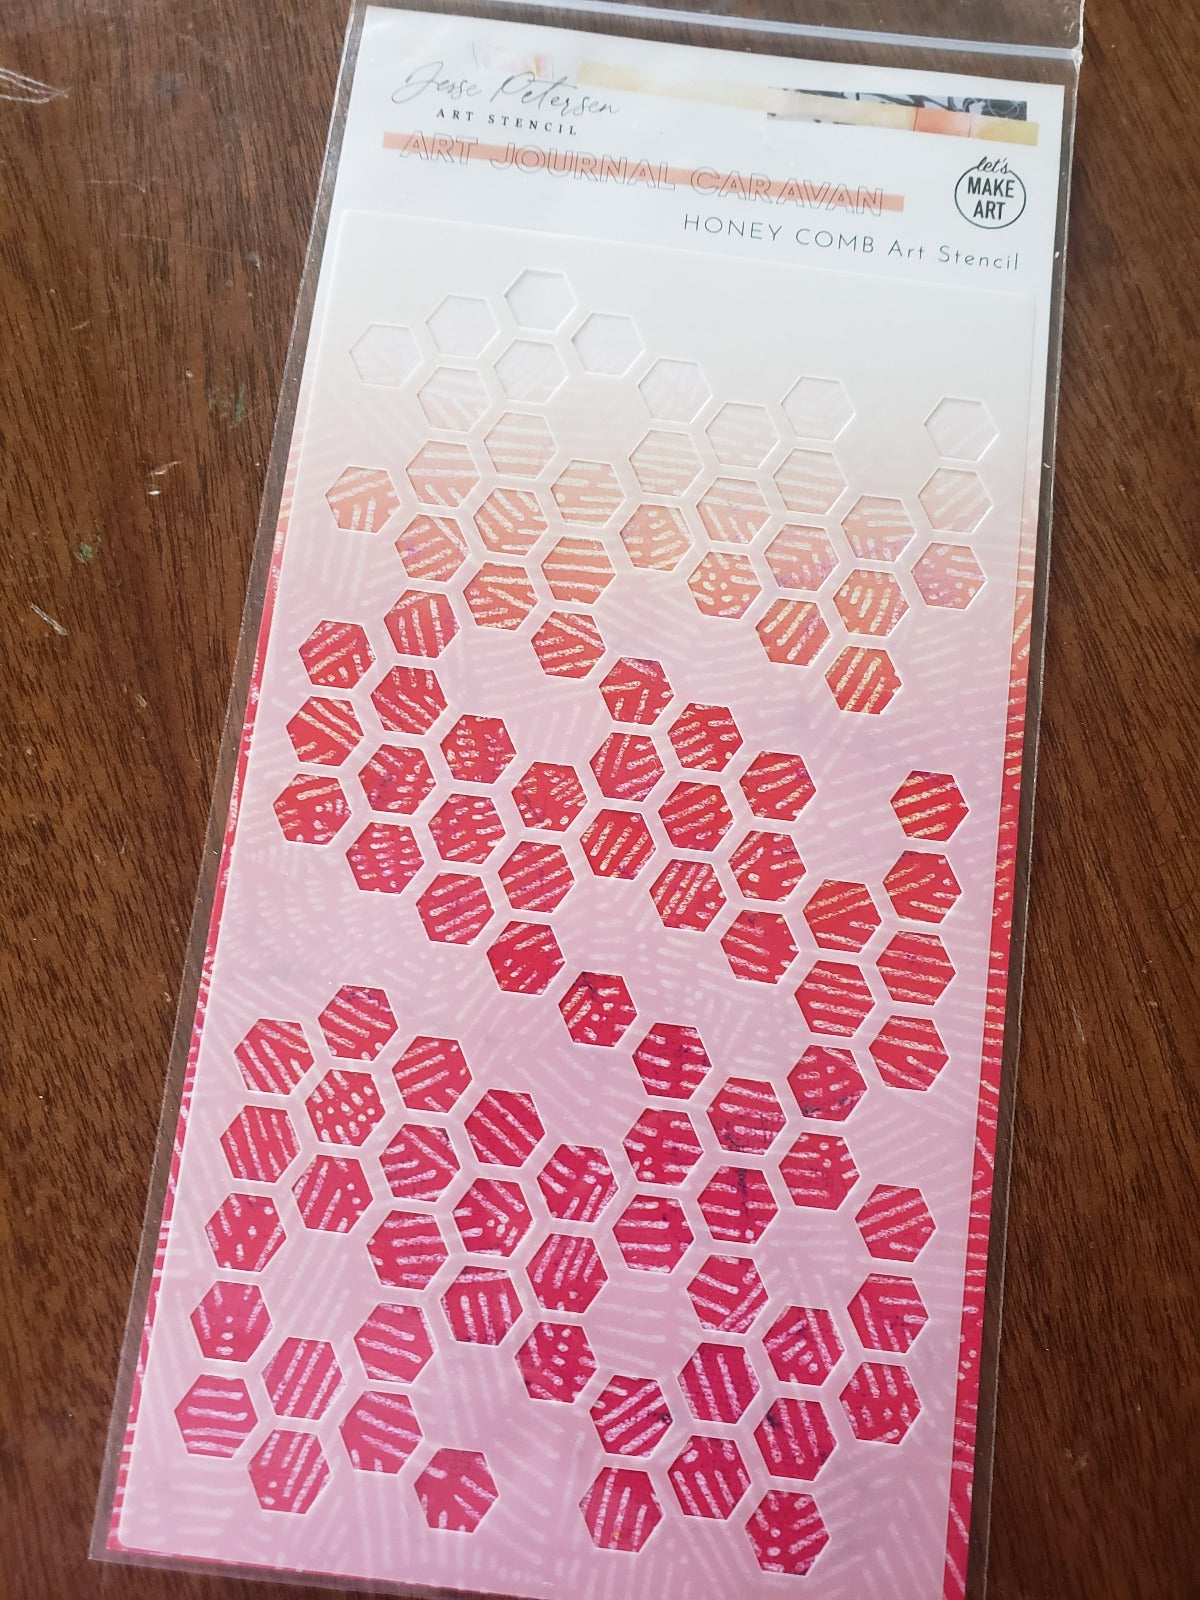 Jesse Petersen
ART STENCIL
ART JOURNAL CARAVAN
let's
MAKE
ART
HONEY COMB Art Stencil